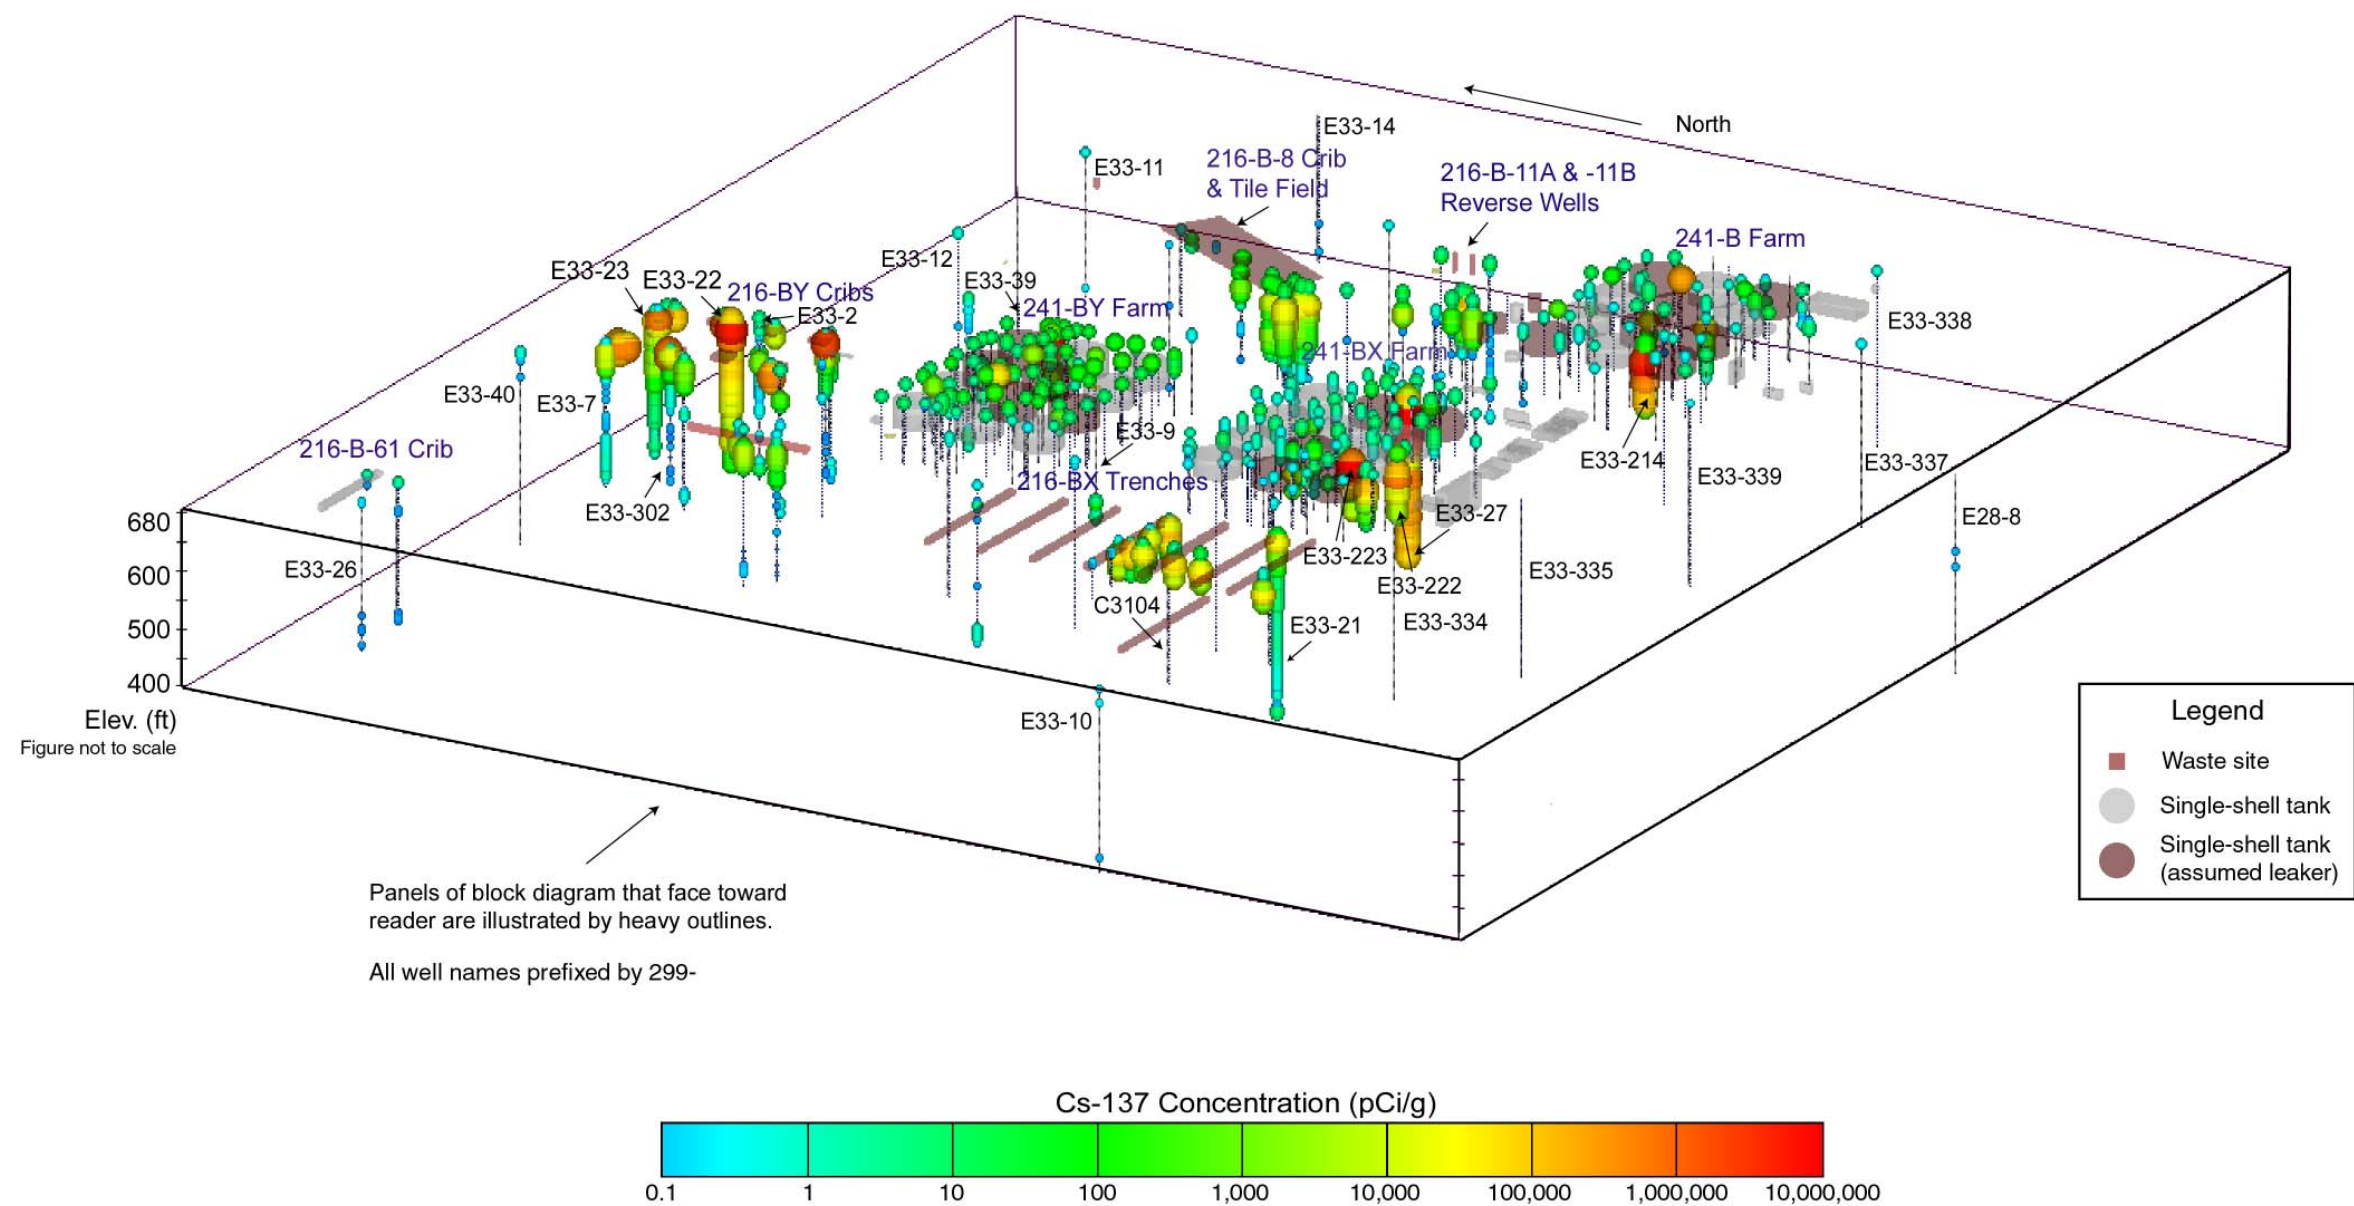 North
E33-14
E33-11
216-B-8 Crib
& Tile Field
216-B-11A & -11B
Reverse Wells
241-B Farm
E33-12
E33-23
E33-22
216-BY Cribs
E33-2
E33-39
241-BY Farm
E33-338
241-BX Farm
E33-40
E33-7
E33-9
216-B-61 Crib
E33-214
E33-339
E33-337
216-BX Trenches
E33-302
E33-27
E28-8
680
600
500
400
E33-26
E33-223
E33-222
E33-335
C3104
E33-21
E33-334
Elev. (ft)
Figure not to scale
E33-10
Legend
Waste site
Single-shell tank
Single-shell tank
(assumed leaker)
Panels of block diagram that face toward
reader are illustrated by heavy outlines.
All well names prefixed by 299-
Cs-137 Concentration (pCi/g)
0.1 1 10 100 1,000 10,000 100,000 1,000,000 10,000,000